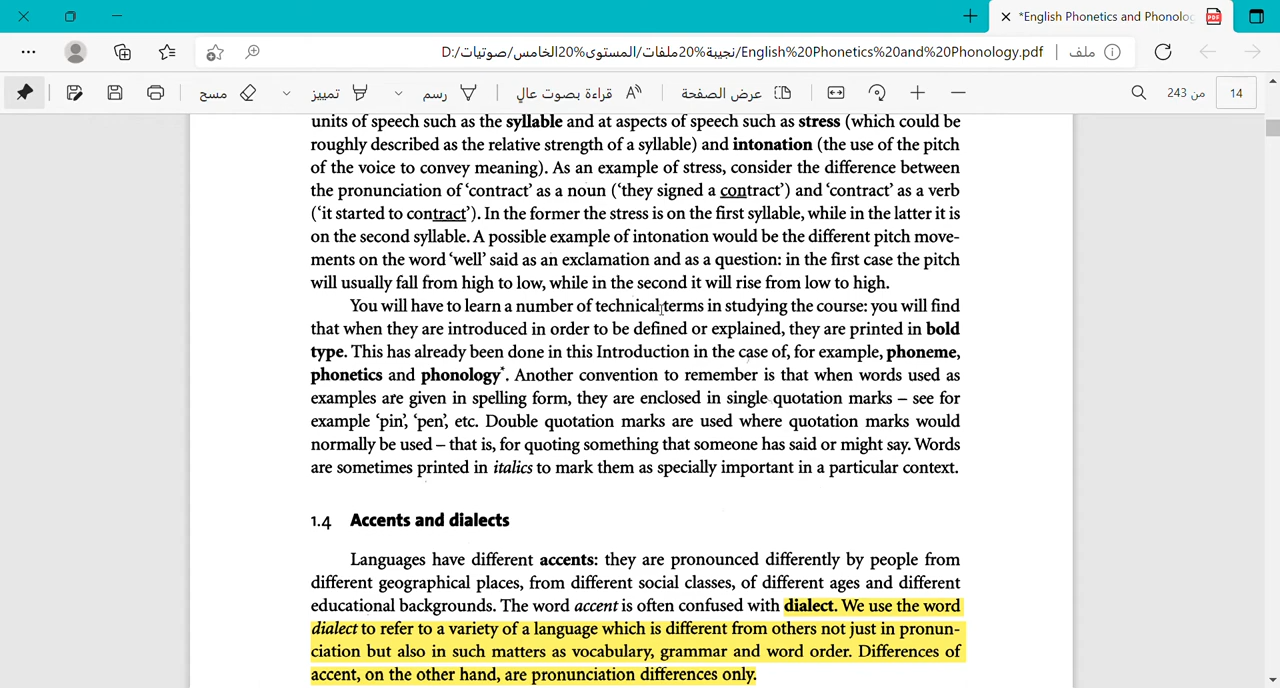 *English Phonetics and Phonolog
D:/صوتيات/المستوى%20الخامس/نجيبة%20ملفات/English%20Phonetics%20and%20Phonology.pdf
ملف
مسح
تمييز
رسم
قراءة بصوت عالٍ
عرض الصفحة
من 243
14
units of speech such as the syllable and at aspects of speech such as stress (which could be
roughly described as the relative strength of a syllable) and intonation (the use of the pitch
of the voice to convey meaning). As an example of stress, consider the difference between
the pronunciation of ‘contract’ as a noun (‘they signed a contract’) and ‘contract’ as a verb
(‘it started to contract’). In the former the stress is on the first syllable, while in the latter it is
on the second syllable. A possible example of intonation would be the different pitch move-
ments on the word ‘well’ said as an exclamation and as a question: in the first case the pitch
will usually fall from high to low, while in the second it will rise from low to high.
You will have to learn a number of technical terms in studying the course: you will find
that when they are introduced in order to be defined or explained, they are printed in bold
type. This has already been done in this Introduction in the case of, for example, phoneme,
phonetics and phonology*. Another convention to remember is that when words used as
examples are given in spelling form, they are enclosed in single quotation marks – see for
example ‘pin’, ‘pen’, etc. Double quotation marks are used where quotation marks would
normally be used – that is, for quoting something that someone has said or might say. Words
are sometimes printed in italics to mark them as specially important in a particular context.
1.4 Accents and dialects
Languages have different accents: they are pronounced differently by people from
different geographical places, from different social classes, of different ages and different
educational backgrounds. The word accent is often confused with dialect. We use the word
dialect to refer to a variety of a language which is different from others not just in pronun-
ciation but also in such matters as vocabulary, grammar and word order. Differences of
accent, on the other hand, are pronunciation differences only.